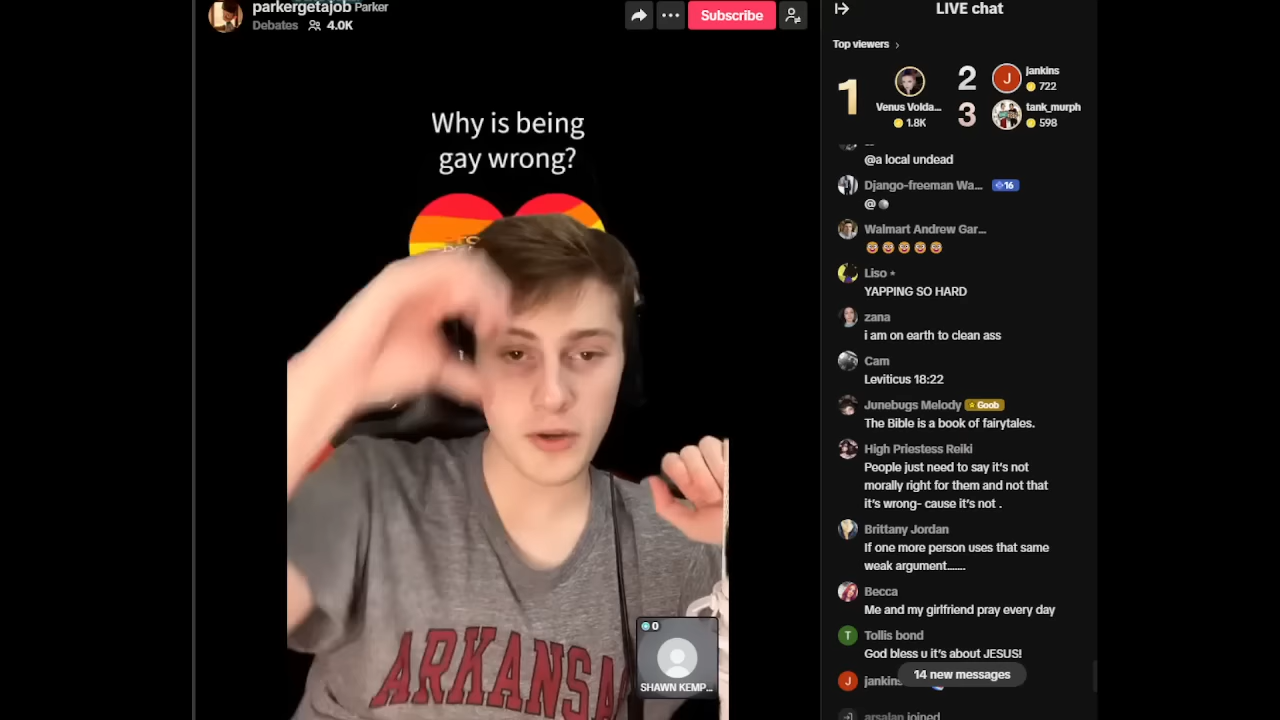 parkergetajob Parker
Debates 4.0K
Subscribe
Why is being
gay wrong?
ARKANSA
0
SHAWN KEMP...
LIVE chat
Top viewers
1
Venus Volda...
1.8K
2
jankins
722
3
tank_murph
598
@a local undead
Django-freeman Wa... 16
@
Walmart Andrew Gar...
Liso
YAPPING SO HARD
zana
i am on earth to clean ass
Cam
Leviticus 18:22
Junebugs Melody Goob
The Bible is a book of fairytales.
High Priestess Reiki
People just need to say it's not
morally right for them and not that
it's wrong- cause it's not .
Brittany Jordan
If one more person uses that same
weak argument.......
Becca
Me and my girlfriend pray every day
T
Tollis bond
God bless u it's about JESUS!
14 new messages
J
jankins
arsalan joined